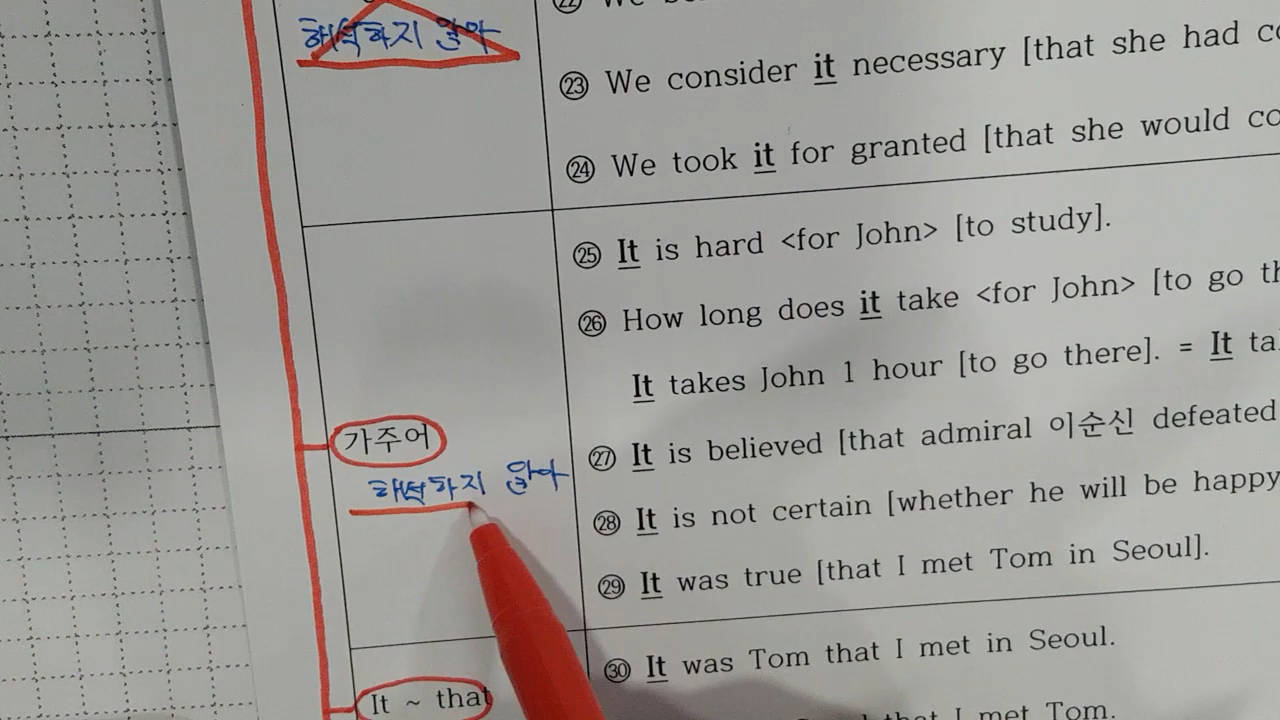 해석하지 않아
㉒ We
㉓ We consider it necessary [that she had
㉔ We took it for granted [that she would
가주어
해석하지 않아
㉕ It is hard <for John> [to study].
㉖ How long does it take <for John> [to go
It takes John 1 hour [to go there]. = It
㉗ It is believed [that admiral 이순신 defeated
㉘ It is not certain [whether he will be happy
㉙ It was true [that I met Tom in Seoul].
It ~ that
㉚ It was Tom that I met in Seoul.
that I met Tom.